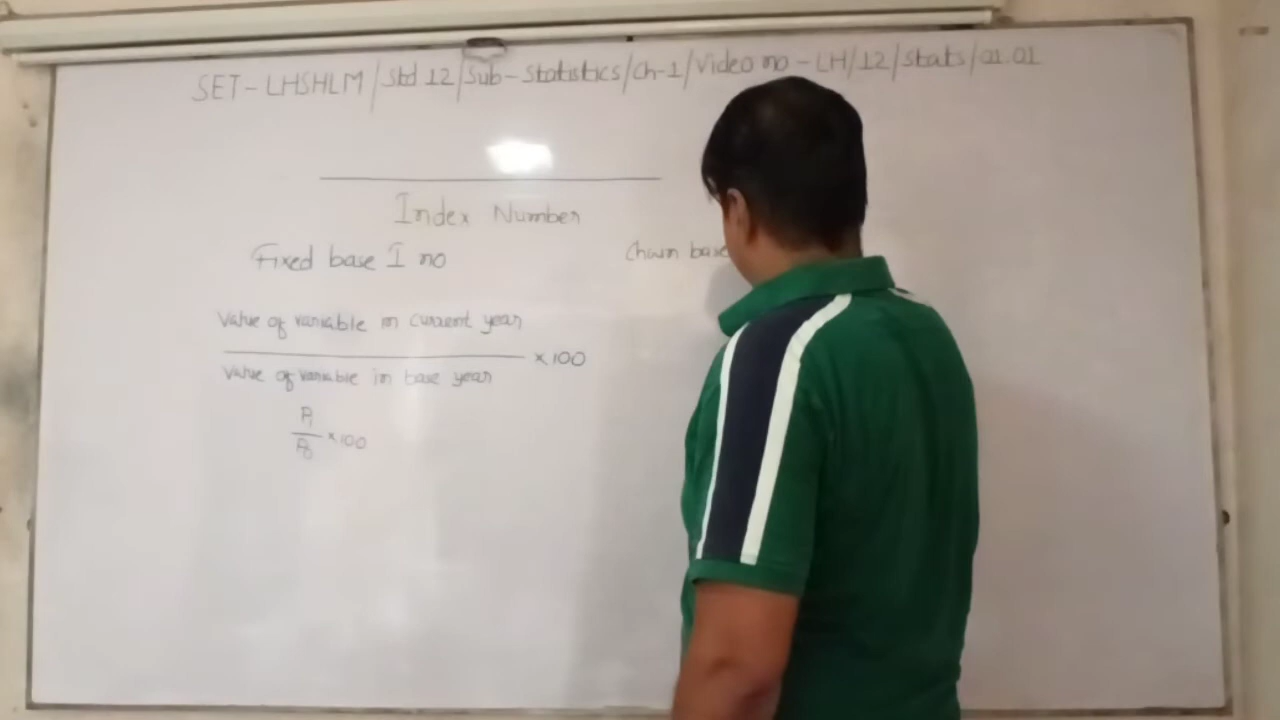 SET-LHSHLM/Std 12/Sub-Statistics/Ch-1/Video no-LH/12/Stats/01.01
Index Number
Fixed base I no
Chain base
Value of variable in current year
Value of variable in base year
×100
P1
P0
×100